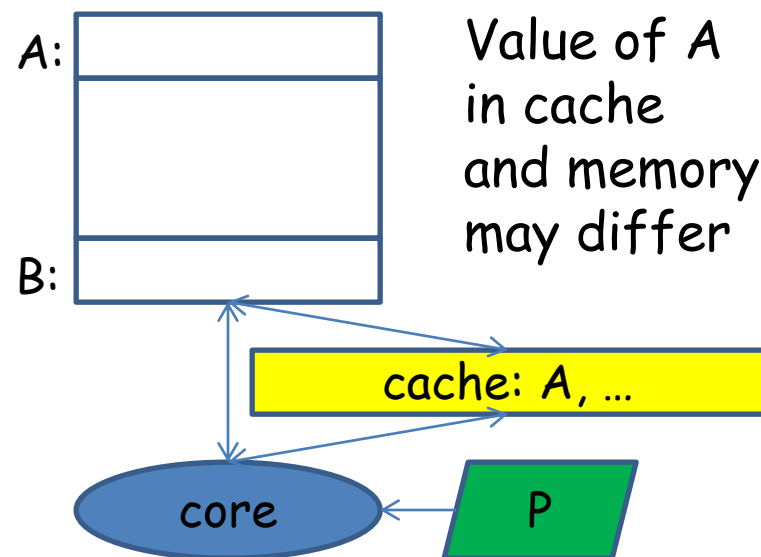 A:
Value of A
in cache
and memory
may differ
B:
cache: A, …
core
P